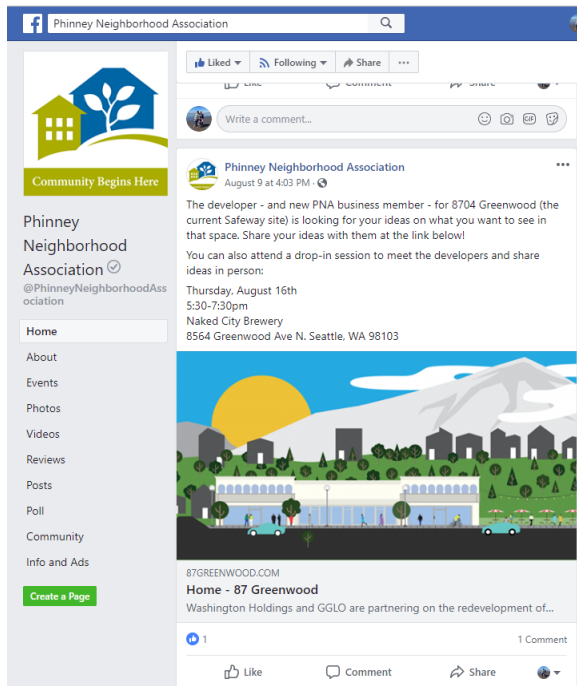 Phinney Neighborhood Association
Liked
Following
Share
...
Like
Comment
Share
Write a comment...
GIF
Community Begins Here
Phinney
Neighborhood
Association
@PhinneyNeighborhoodAss
ociation
Home
About
Events
Photos
Videos
Reviews
Posts
Poll
Community
Info and Ads
Create a Page
Phinney Neighborhood Association
August 9 at 4:03 PM ·
The developer - and new PNA business member - for 8704 Greenwood (the
current Safeway site) is looking for your ideas on what you want to see in
that space. Share your ideas with them at the link below!
You can also attend a drop-in session to meet the developers and share
ideas in person:
Thursday, August 16th
5:30-7:30pm
Naked City Brewery
8564 Greenwood Ave N. Seattle, WA 98103
87GREENWOOD.COM
Home - 87 Greenwood
Washington Holdings and GGLO are partnering on the redevelopment of...
1
1 Comment
Like
Comment
Share